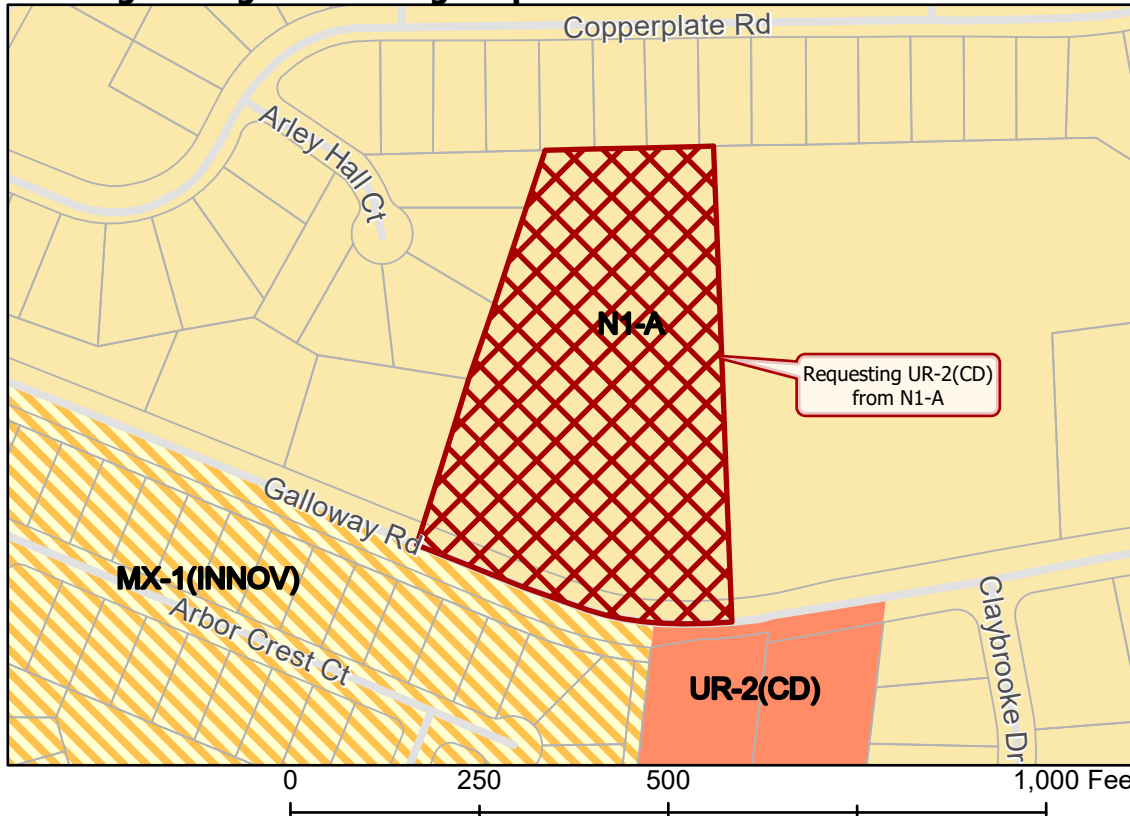 Copperplate Rd
Arley Hall Ct
N1-A
Requesting UR-2(CD)
from N1-A
Galloway Rd
MX-1(INNOV)
Arbor Crest Ct
UR-2(CD)
Claybrooke Dr
0 250 500 1,000 Fee